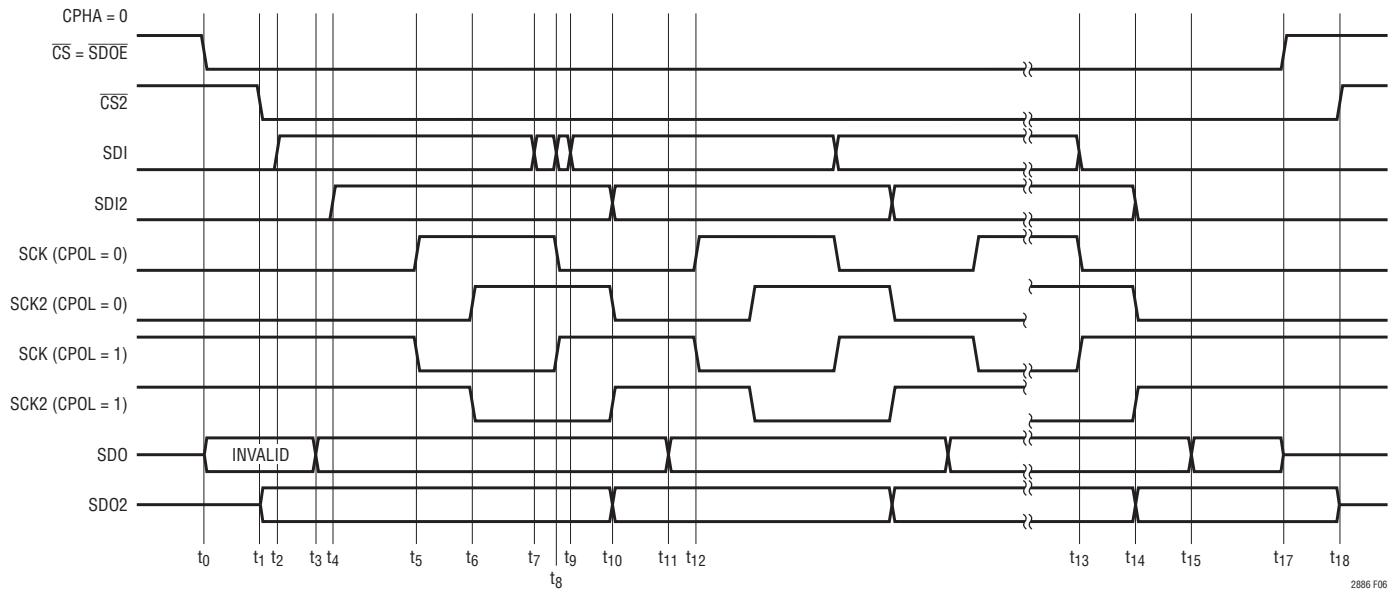 CPHA = 0
CS = SDOE
CS2
SDI
SDI2
SCK (CPOL = 0)
SCK2 (CPOL = 0)
SCK (CPOL = 1)
SCK2 (CPOL = 1)
SDO INVALID
SDO2
t0 t1 t2 t3 t4 t5 t6 t7 t8 t9 t10 t11 t12 t13 t14 t15 t17 t18
2886 F06